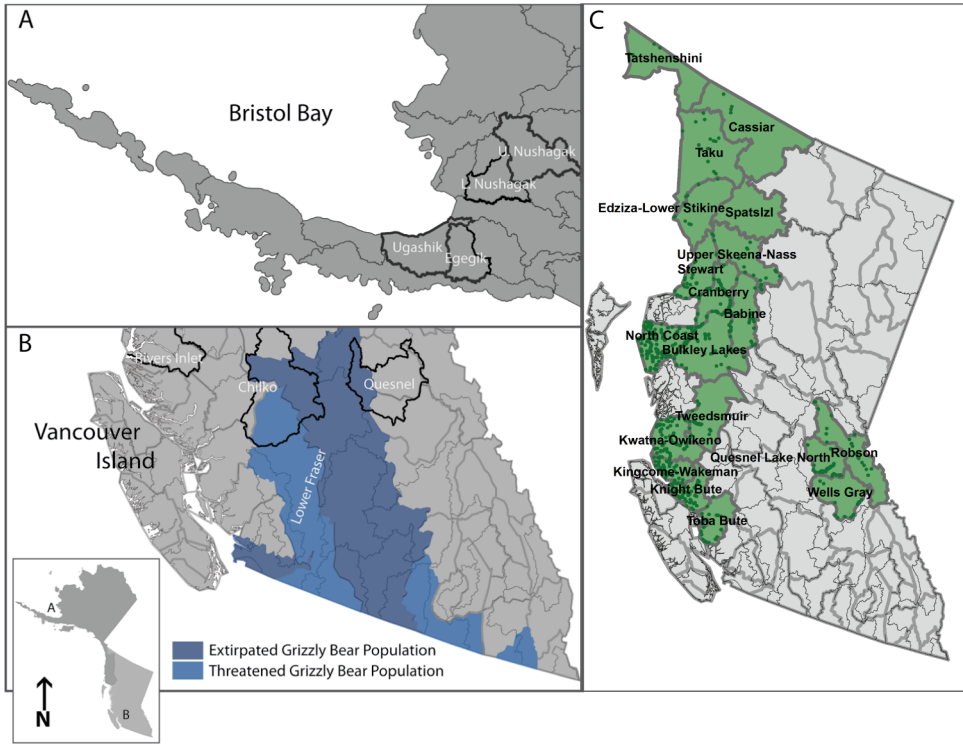 A
Bristol Bay
U. Nushagak
L. Nushagak
Ugashik
Egegik
B
Rivers Inlet
Chilko
Quesnel
Vancouver
Island
Lower Fraser
Extirpated Grizzly Bear Population
Threatened Grizzly Bear Population
A
B
N
C
Tatshenshini
Cassiar
Taku
Edziza-Lower Stikine
Spatslzl
Upper Skeena-Nass
Stewart
Cranberry
Babine
North Coast
Bulkley Lakes
Tweedsmuir
Kwatna-Owikeno
Quesnel Lake North
Robson
Kingcome-Wakeman
Knight Bute
Wells Gray
Toba Bute